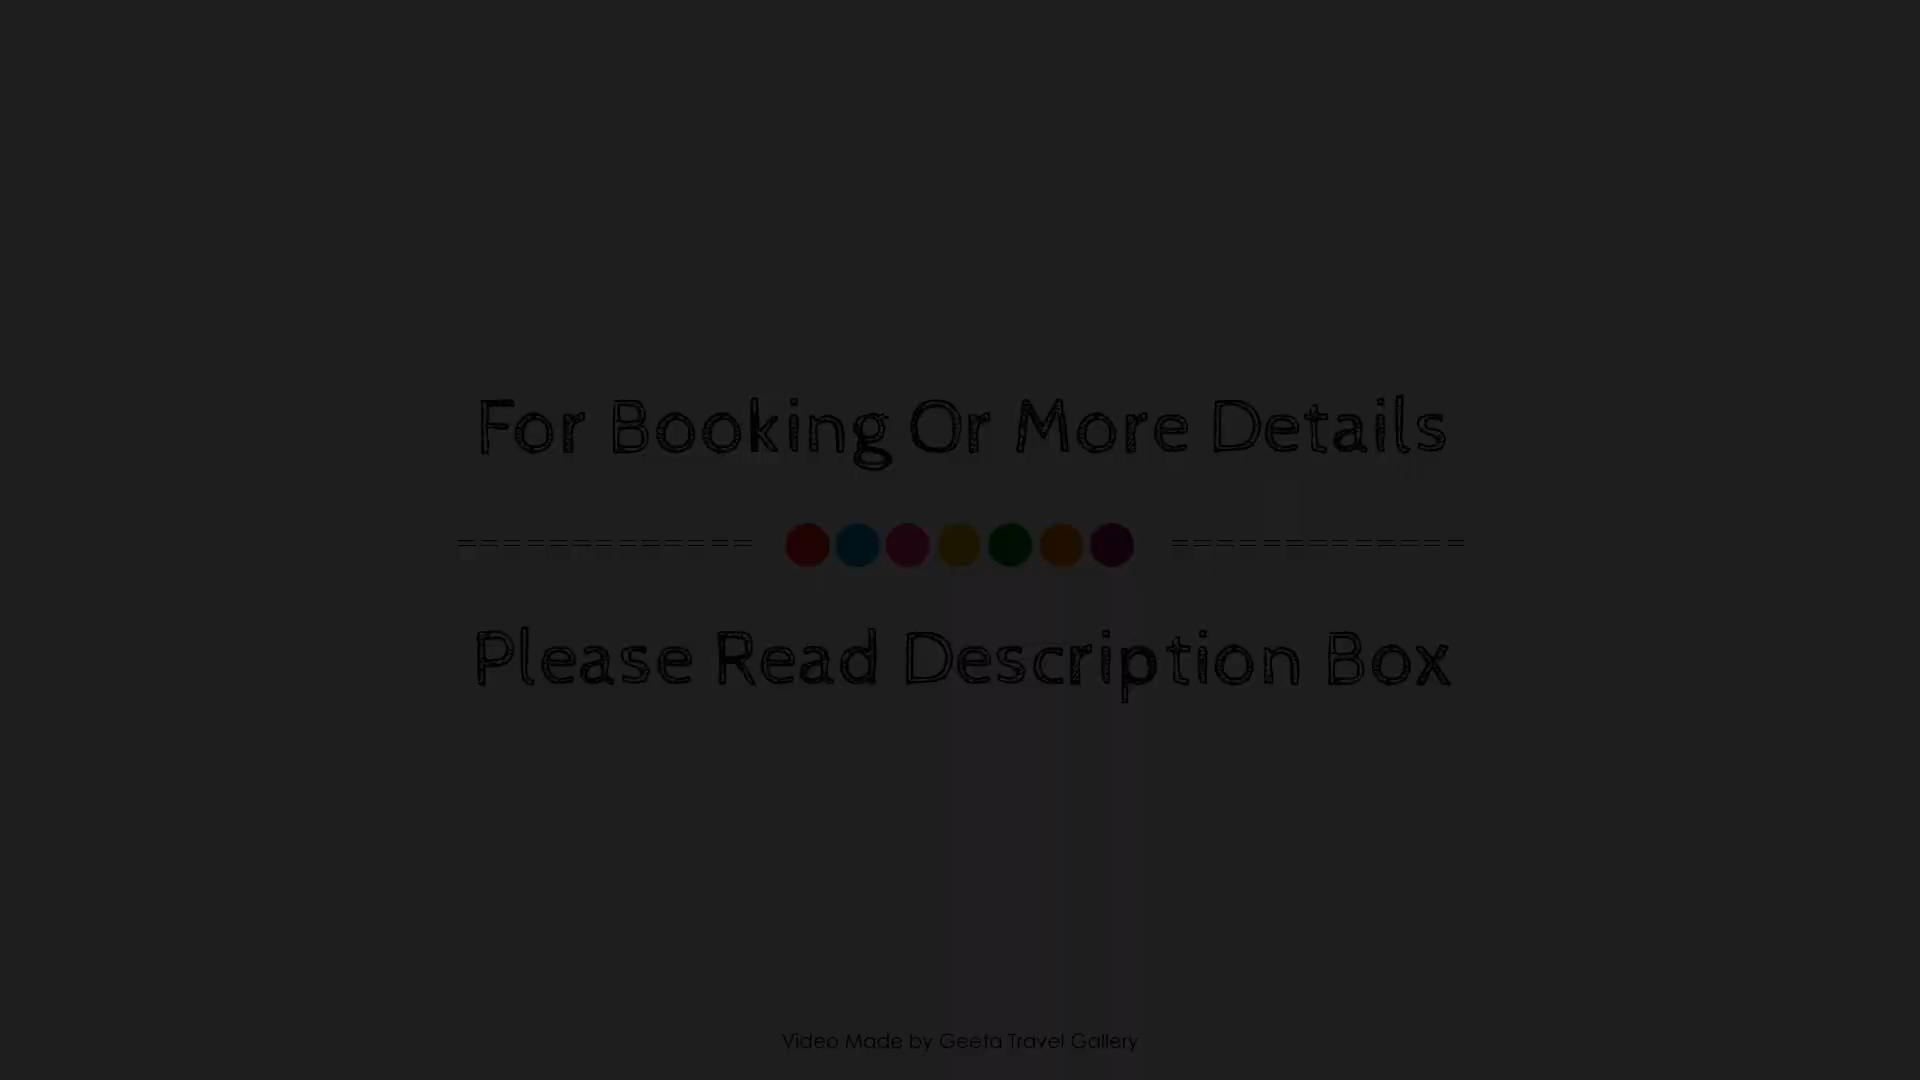 For Booking Or More Details
============= =============
Please Read Description Box
Video Made by Geeta Travel Gallery